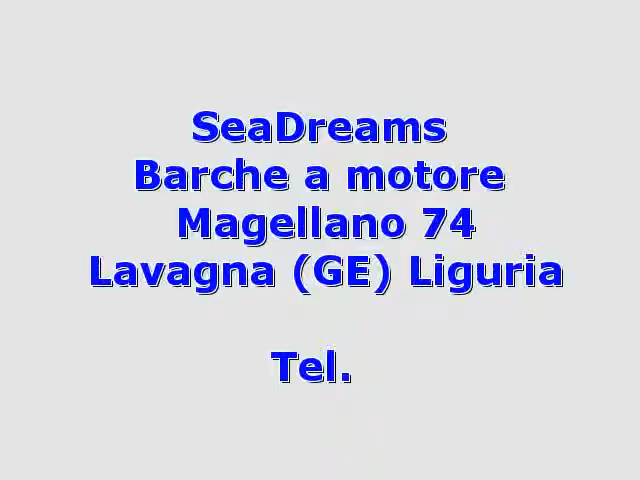 SeaDreams
Barche a motore
Magellano 74
Lavagna (GE) Liguria
Tel.